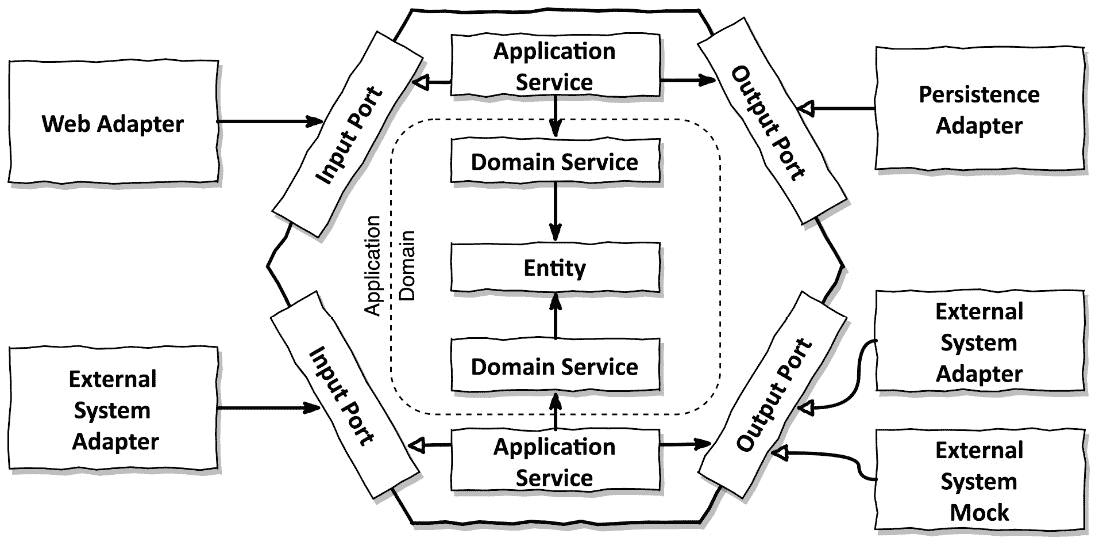 Web Adapter
External
System
Adapter
Input Port
Input Port
Application
Service
Domain Service
Entity
Domain Service
Application
Service
Application
Domain
Output Port
Output Port
Persistence
Adapter
External
System
Adapter
External
System
Mock